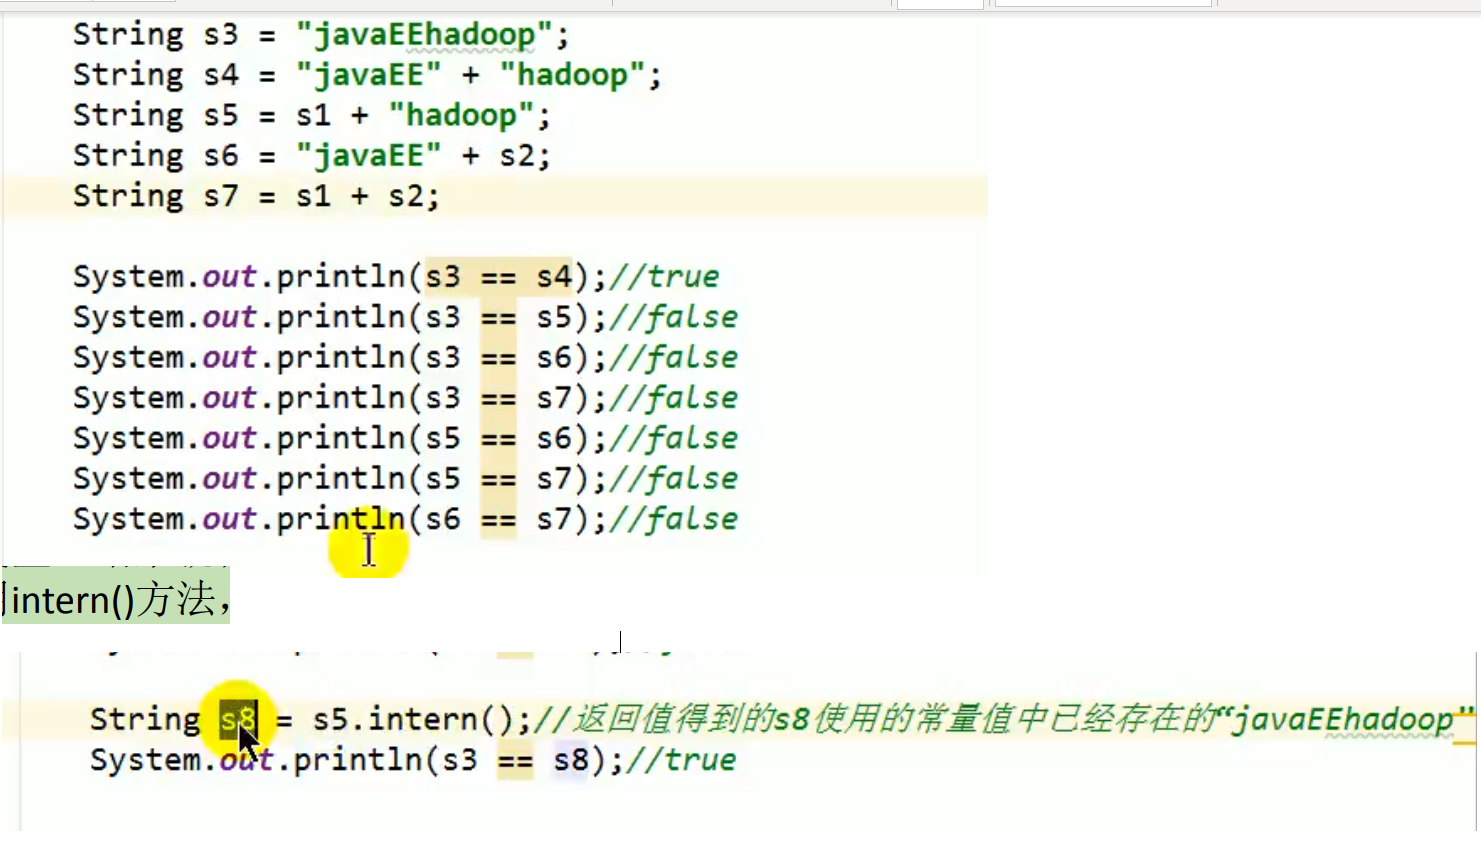 String s3 = "javaEEhadoop";
String s4 = "javaEE" + "hadoop";
String s5 = s1 + "hadoop";
String s6 = "javaEE" + s2;
String s7 = s1 + s2;
System.out.println(s3 == s4);//true
System.out.println(s3 == s5);//false
System.out.println(s3 == s6);//false
System.out.println(s3 == s7);//false
System.out.println(s5 == s6);//false
System.out.println(s5 == s7);//false
System.out.println(s6 == s7);//false
intern()方法，
String s8 = s5.intern();//返回值得到的s8使用的常量值中已经存在的“javaEEhadoop”
System.out.println(s3 == s8);//true